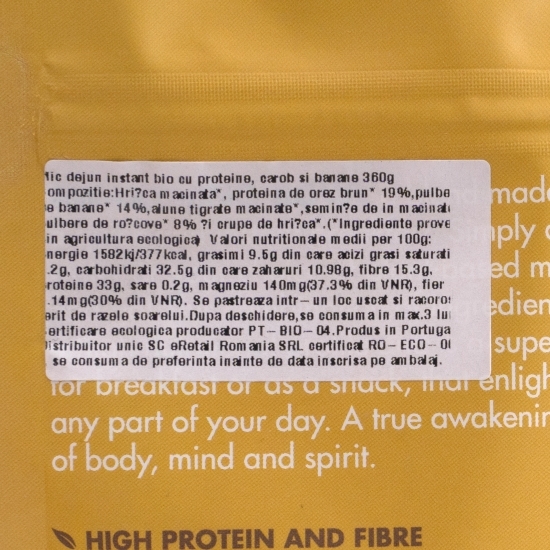 Mic dejun instant bio cu proteine, carob si banane 360g
ompozitie:Hri?ca macinata*, proteina de orez brun* 19%,pulbe
e banane* 14%,alune tigrate macinate*,semin?e de in macinat
ulbere de ro?cove* 8% ?i crupe de hri?ca*.(*Ingrediente prove
in agricultura ecologica) Valori nutritionale medii per 100g:
nergie 1582kj/377kcal, grasimi 9.5g din care acizi grasi saturati
.2g, carbohidrati 32.5g din care zaharuri 10.98g, fibre 15.3g,
roteine 33g, sare 0.2g, magneziu 140mg(37.3% din VNR), fier
.14mg(30% din VNR). Se pastreaza intr-un loc uscat si racoros
erit de razele soarelui.Dupa deschidere,se consuma in max.3 lu
ertificare ecologica producator PT-BIO-04.Produs in Portuga
istribuitor unic SC eRetail Romania SRL certificat RO-ECO-00
se consuma de preferinta inainte de data inscrisa pe ambalaj.
made
imply
ased m
gredien
supe
for breakfast or as a snack, that enlig
any part of your day. A true awakenin
of body, mind and spirit.
HIGH PROTEIN AND FIBRE